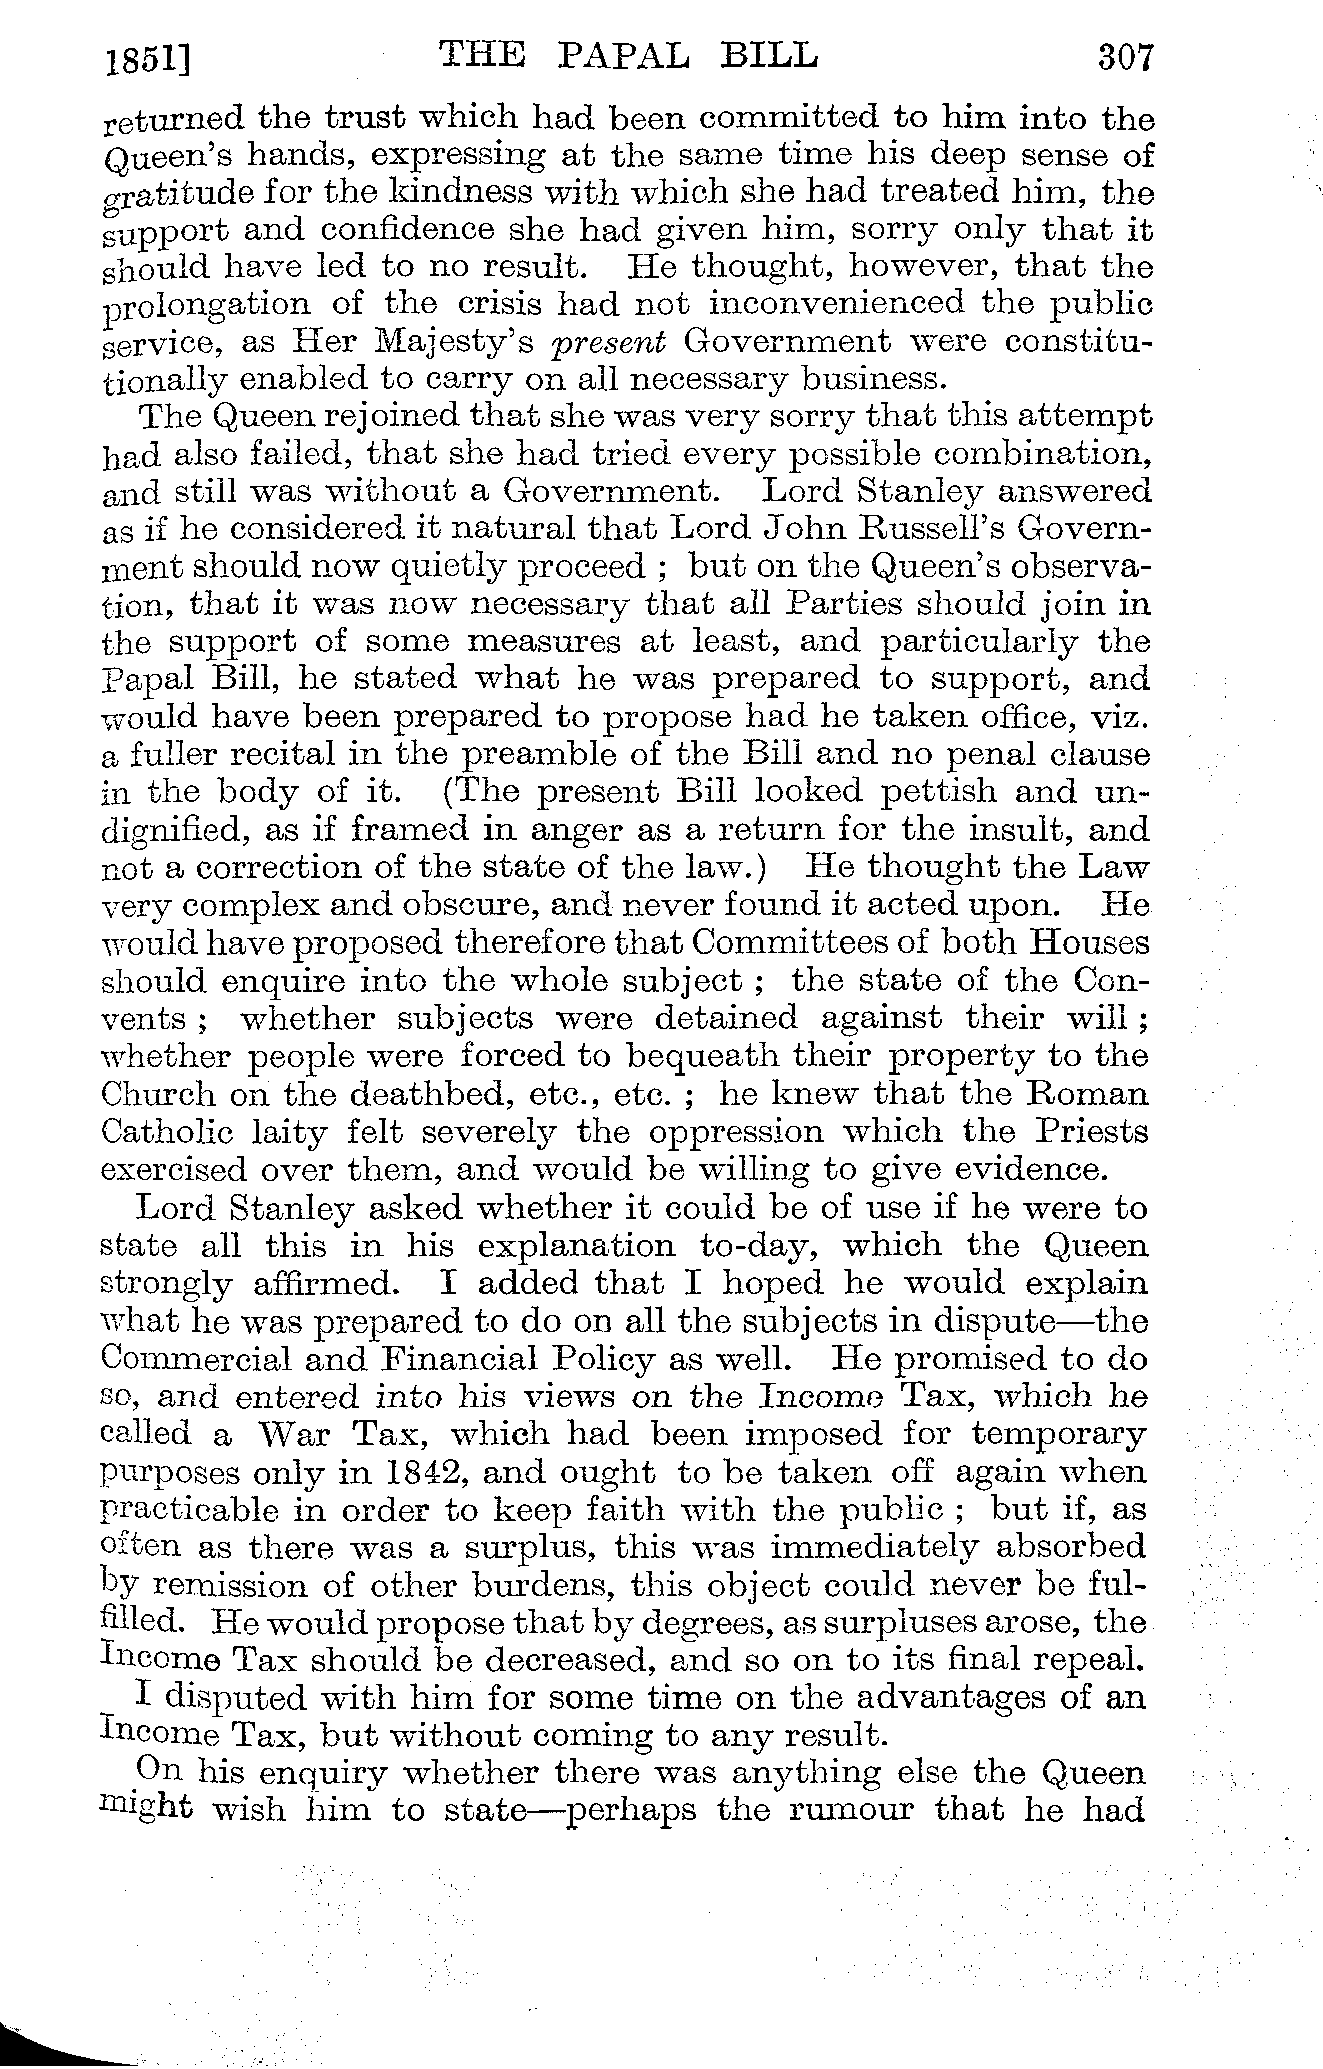 1851] THE PAPAL BILL 307
returned the trust which had been committed to him into the
Queen's hands, expressing at the same time his deep sense of
gratitude for the kindness with which she had treated him, the
support and confidence she had given him, sorry only that it
should have led to no result. He thought, however, that the
prolongation of the crisis had not inconvenienced the public
service, as Her Majesty's present Government were constitu-
tionally enabled to carry on all necessary business.
The Queen rejoined that she was very sorry that this attempt
had also failed, that she had tried every possible combination,
and still was without a Government. Lord Stanley answered
as if he considered it natural that Lord John Russell's Govern-
ment should now quietly proceed ; but on the Queen's observa-
tion, that it was now necessary that all Parties should join in
the support of some measures at least, and particularly the
Papal Bill, he stated what he was prepared to support, and
would have been prepared to propose had he taken office, viz.
a fuller recital in the preamble of the Bill and no penal clause
in the body of it. (The present Bill looked pettish and un-
dignified, as if framed in anger as a return for the insult, and
not a correction of the state of the law.) He thought the Law
very complex and obscure, and never found it acted upon. He
would have proposed therefore that Committees of both Houses
should enquire into the whole subject ; the state of the Con-
vents ; whether subjects were detained against their will ;
whether people were forced to bequeath their property to the
Church on the deathbed, etc., etc. ; he knew that the Roman
Catholic laity felt severely the oppression which the Priests
exercised over them, and would be willing to give evidence.
Lord Stanley asked whether it could be of use if he were to
state all this in his explanation to-day, which the Queen
strongly affirmed. I added that I hoped he would explain
what he was prepared to do on all the subjects in dispute—the
Commercial and Financial Policy as well. He promised to do
so, and entered into his views on the Income Tax, which he
called a War Tax, which had been imposed for temporary
purposes only in 1842, and ought to be taken off again when
practicable in order to keep faith with the public ; but if, as
often as there was a surplus, this was immediately absorbed
by remission of other burdens, this object could never be ful-
filled. He would propose that by degrees, as surpluses arose, the
Income Tax should be decreased, and so on to its final repeal.
I disputed with him for some time on the advantages of an
Income Tax, but without coming to any result.
On his enquiry whether there was anything else the Queen
might wish him to state—perhaps the rumour that he had